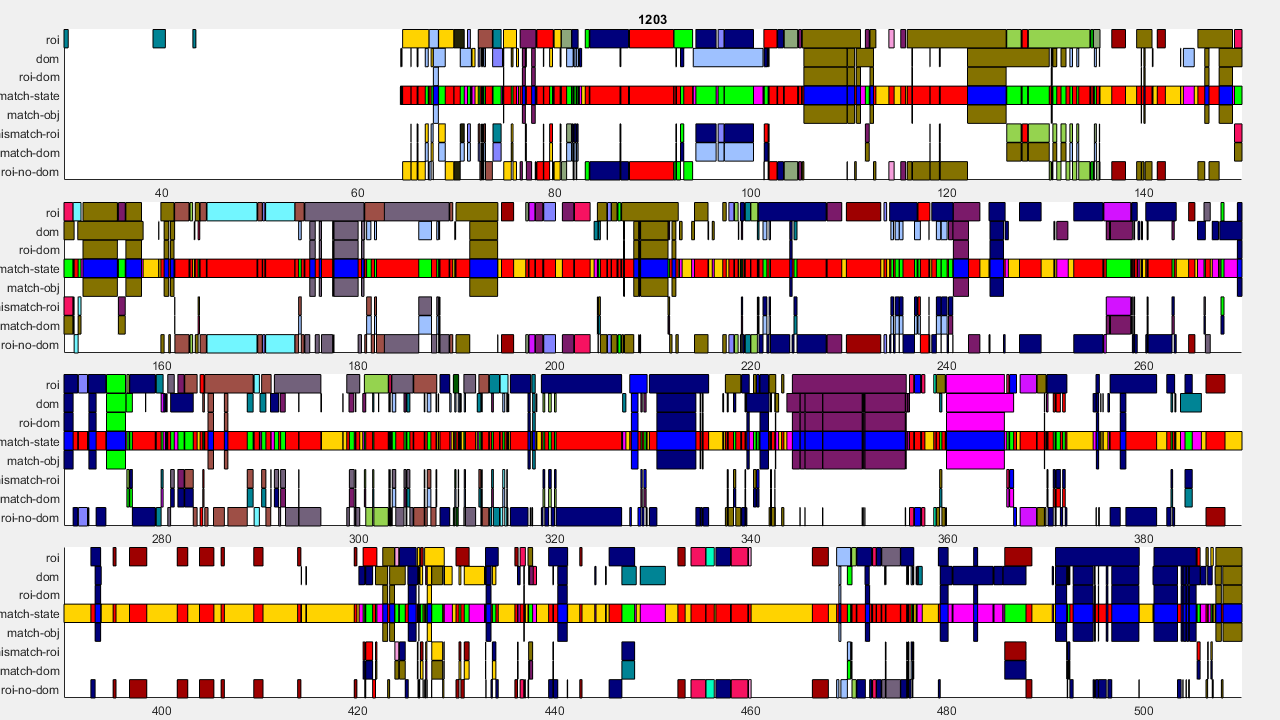 1203
roi
dom
roi-dom
match-state
match-obj
ismatch-roi
match-dom
roi-no-dom
40 60 80 100 120 140
roi
dom
roi-dom
match-state
match-obj
ismatch-roi
match-dom
roi-no-dom
160 180 200 220 240 260
roi
dom
roi-dom
match-state
match-obj
ismatch-roi
match-dom
roi-no-dom
280 300 320 340 360 380
roi
dom
roi-dom
match-state
match-obj
ismatch-roi
match-dom
roi-no-dom
400 420 440 460 480 500